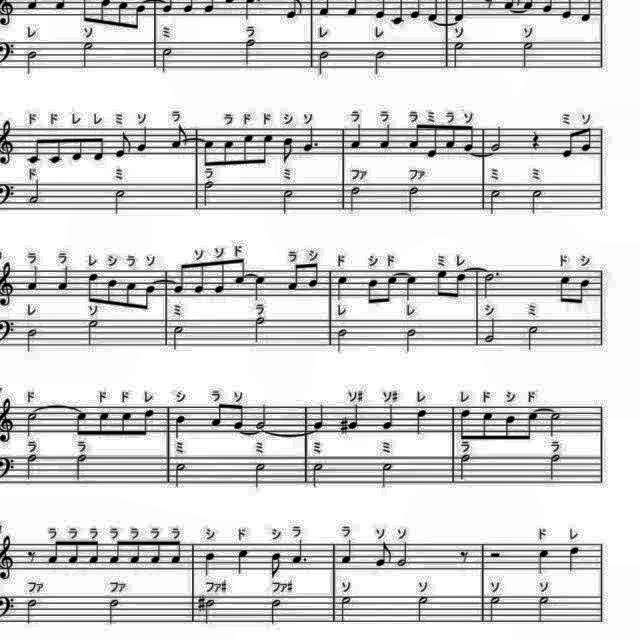 レ ソ ミ ラ レ レ ソ ソ
ド ド レ レ ミ ソ ラ ラ ド ド シ ソ ラ ラ ラ ミ ラ ソ ミ ソ
ド ミ ラ ミ ファ ファ ミ ミ
ラ ラ レ シ ラ ソ ソ ソ ド ラ シ ド シ ド ミ レ ド シ
レ ソ ミ ラ レ レ シ ミ
ド ド ド レ シ ラ ソ ソ# ソ# レ レ ド シ ド
ラ ラ ミ ミ ミ ミ ラ ラ
ラ ラ ラ ラ ラ ラ ラ シ ド シ ラ ラ ソ ソ ド レ
ファ ファ ファ# ファ# ソ ソ ソ ソ